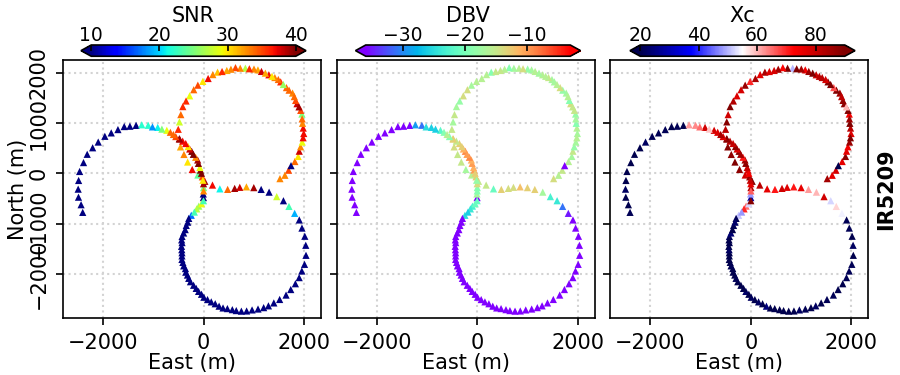 SNR DBV Xc
10 20 30 40 −30 −20 −10 20 40 60 80
North (m)
2000
1000
0
−1000
−2000
IR5209
−2000 0 2000 −2000 0 2000 −2000 0 2000
East (m) East (m) East (m)